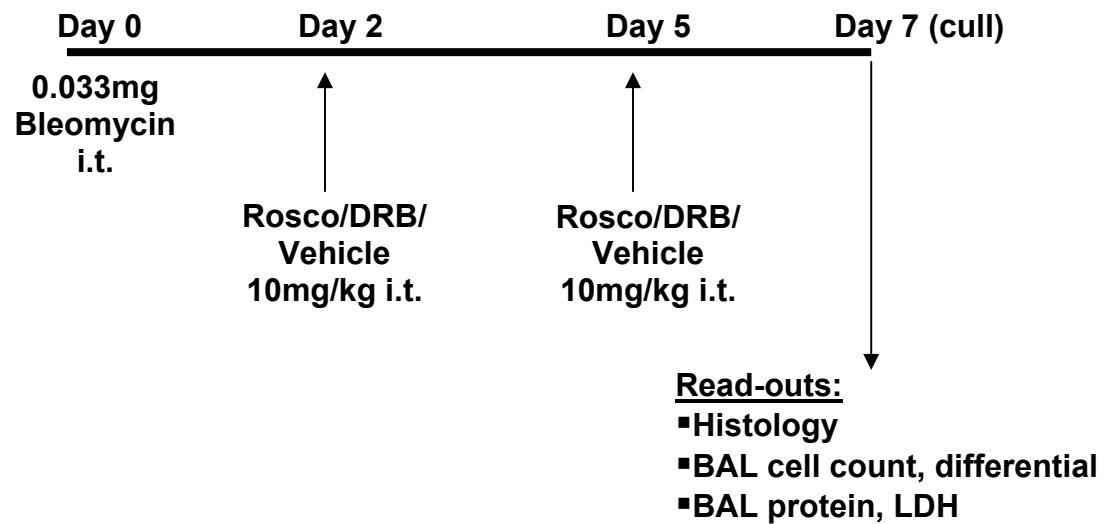 Day 0 Day 2 Day 5 Day 7 (cull)
0.033mg
Bleomycin
i.t.
Rosco/DRB/
Vehicle
10mg/kg i.t.
Rosco/DRB/
Vehicle
10mg/kg i.t.
Read-outs:
▪Histology
▪BAL cell count, differential
▪BAL protein, LDH